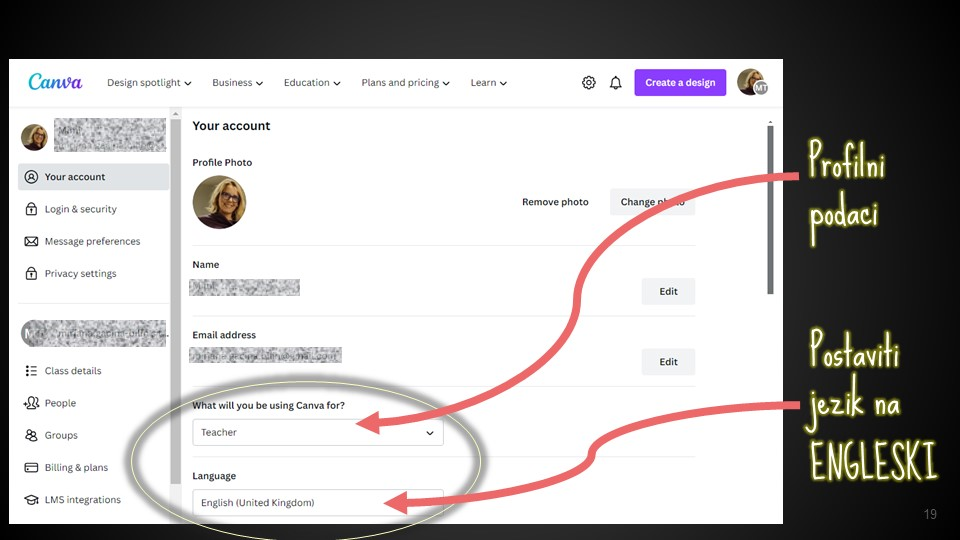 Canva
Design spotlight
Business
Education
Plans and pricing
Learn
Create a design
MT
Your account
Login & security
Message preferences
Privacy settings
Class details
People
Groups
Billing & plans
LMS integrations
Your account
Profile Photo
Remove photo
Change photo
Name
Edit
Email address
Edit
What will you be using Canva for?
Teacher
Language
English (United Kingdom)
Profilni
podaci
Postaviti
jezik na
ENGLESKI
19